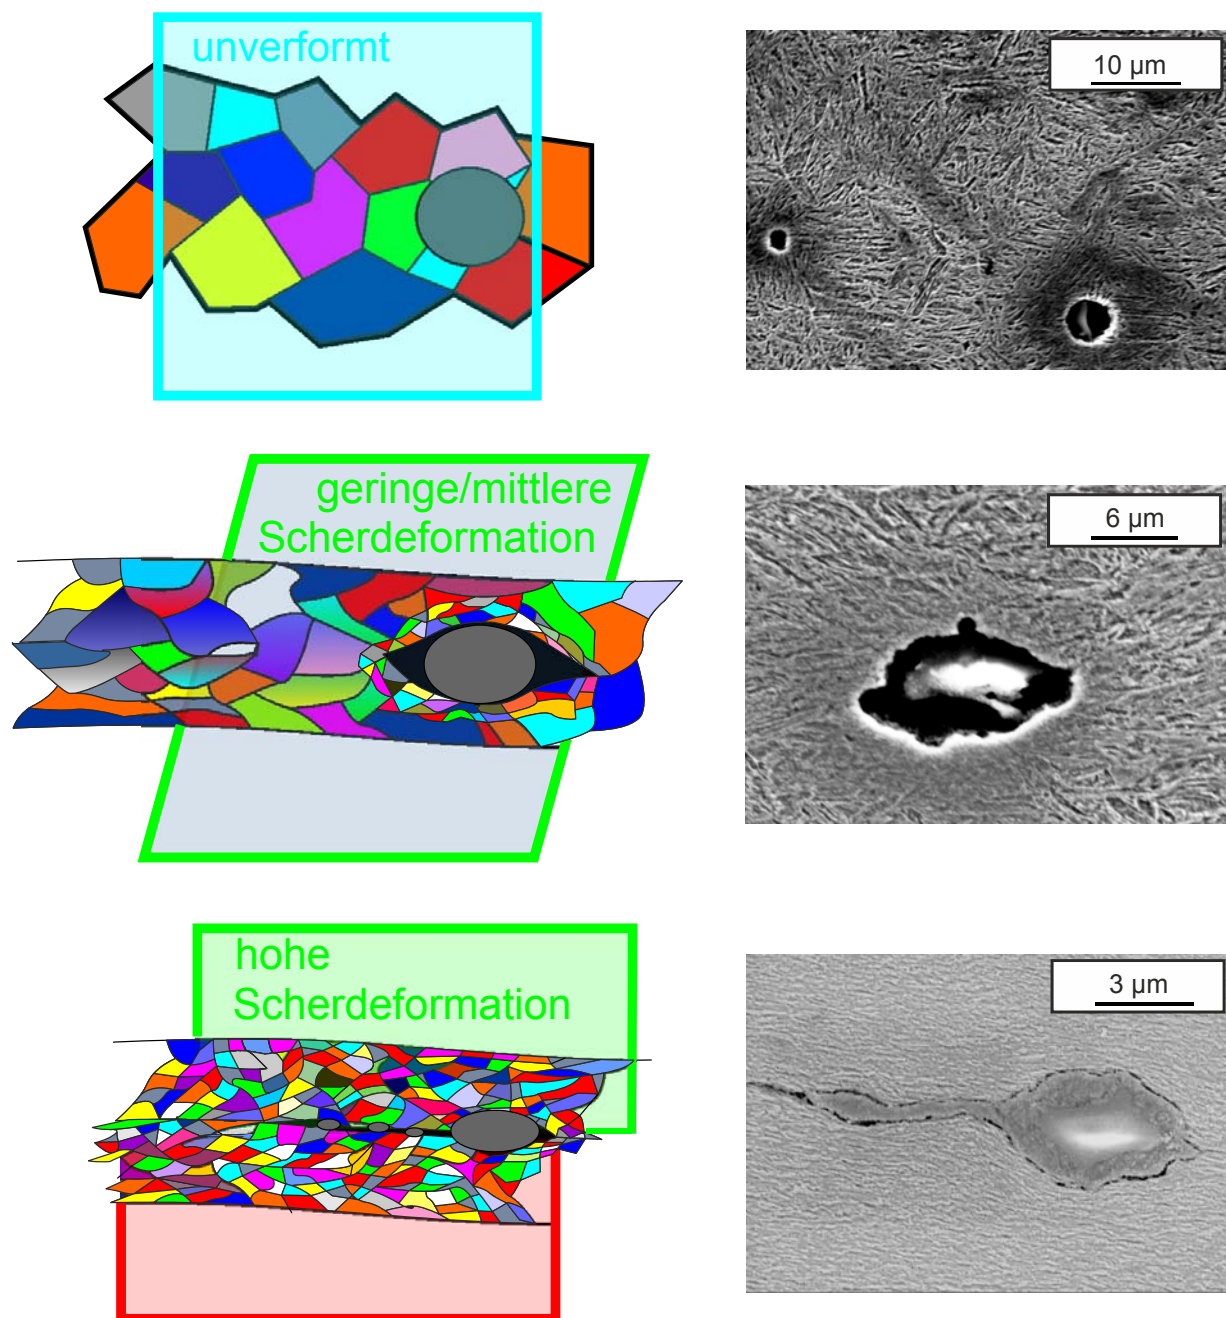 unverformt
10 µm
geringe/mittlere
Scherdeformation
6 µm
hohe
Scherdeformation
3 µm